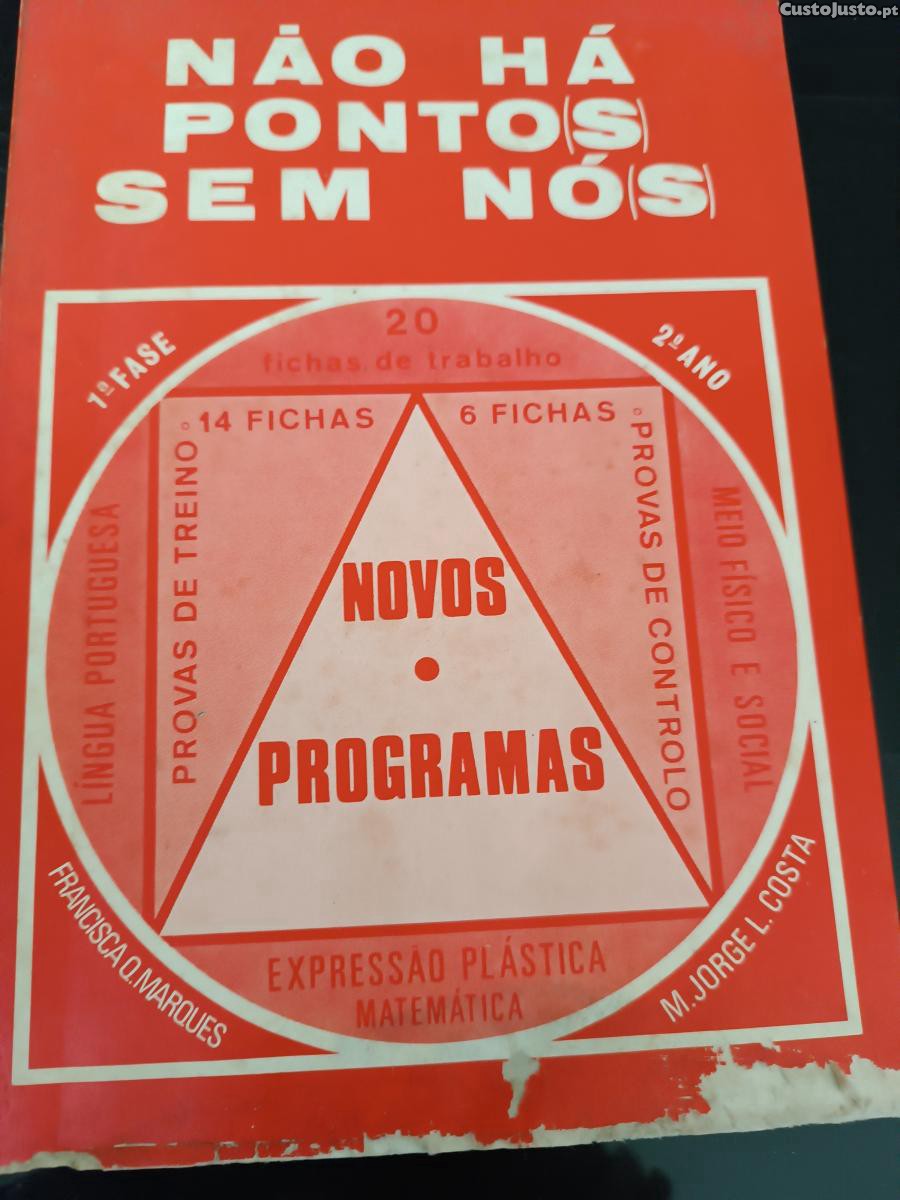 CustoJusto.pt
NÃO HÁ
PONTO(S)
SEM NÓ(S)
1ª FASE
2º ANO
20
fichas de trabalho
14 FICHAS
6 FICHAS
PROVAS DE TREINO
PROVAS DE CONTROLO
LÍNGUA PORTUGUESA
MEIO FÍSICO E SOCIAL
NOVOS
PROGRAMAS
EXPRESSÃO PLÁSTICA
MATEMÁTICA
FRANCISCA Q. MARQUES
M. JORGE L. COSTA